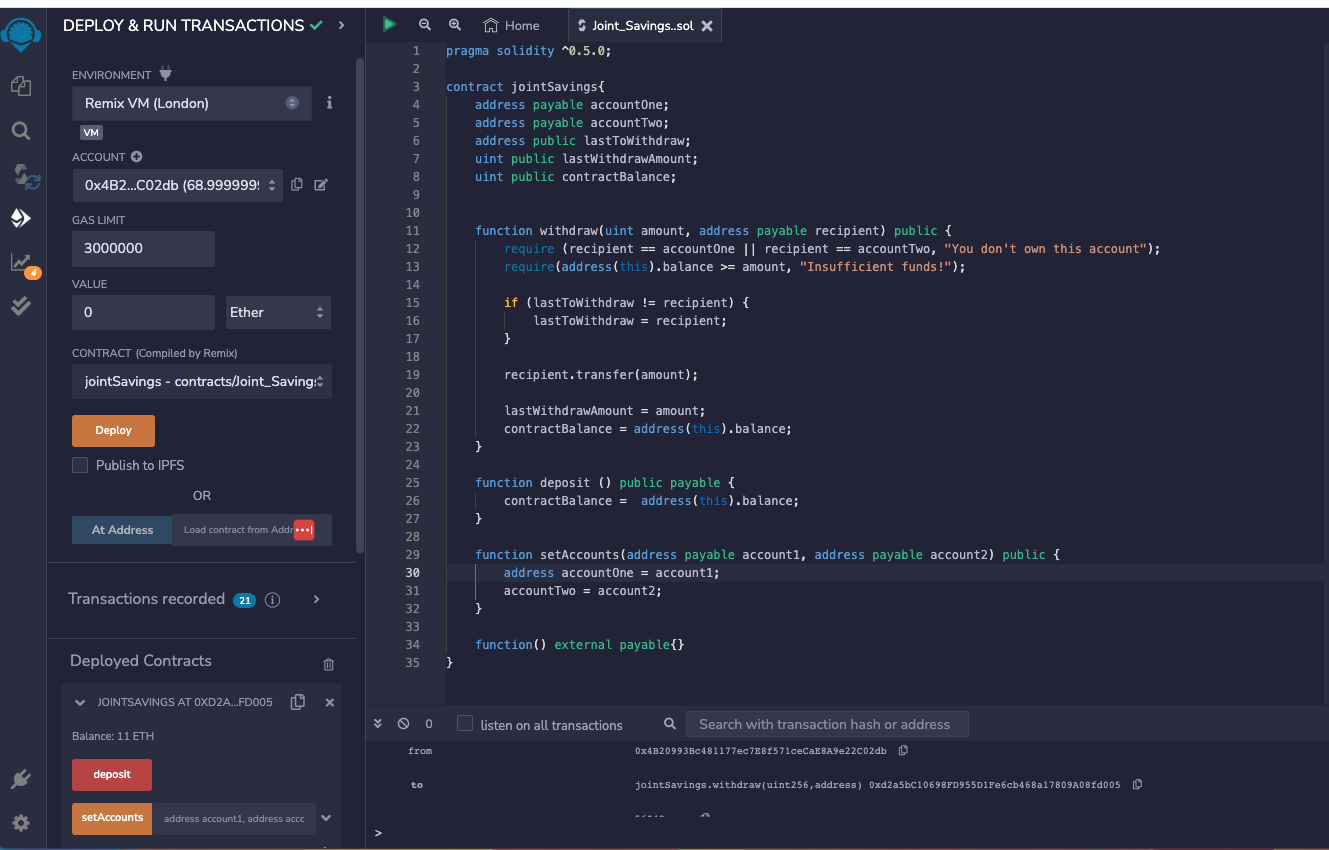 DEPLOY & RUN TRANSACTIONS
ENVIRONMENT
Remix VM (London)
VM
ACCOUNT
0x4B2...C02db (68.9999999
GAS LIMIT
3000000
VALUE
0
Ether
CONTRACT (Compiled by Remix)
jointSavings - contracts/Joint_Savings
Deploy
Publish to IPFS
OR
At Address
Load contract from Addr
Transactions recorded 21
Deployed Contracts
JOINTSAVINGS AT 0XD2A...FD005
Balance: 11 ETH
deposit
setAccounts
address account1, address acc
4
Home
Joint_Savings..sol
1 pragma solidity ^0.5.0;
2
3 contract jointSavings{
4 address payable accountOne;
5 address payable accountTwo;
6 address public lastToWithdraw;
7 uint public lastWithdrawAmount;
8 uint public contractBalance;
9
10
11 function withdraw(uint amount, address payable recipient) public {
12 require (recipient == accountOne || recipient == accountTwo, "You don't own this account");
13 require(address(this).balance >= amount, "Insufficient funds!");
14
15 if (lastToWithdraw != recipient) {
16 lastToWithdraw = recipient;
17 }
18
19 recipient.transfer(amount);
20
21 lastWithdrawAmount = amount;
22 contractBalance = address(this).balance;
23 }
24
25 function deposit () public payable {
26 contractBalance =  address(this).balance;
27 }
28
29 function setAccounts(address payable account1, address payable account2) public {
30 address accountOne = account1;
31 accountTwo = account2;
32 }
33
34 function() external payable{}
35 }
0
listen on all transactions
Search with transaction hash or address
from 0x4B20993Bc481177ec7E8f571ceCaE8A9e22C02db
to jointSavings.withdraw(uint256,address) 0xd2a5bC10698FD955D1Fe6cb468a17809A08fd005
>